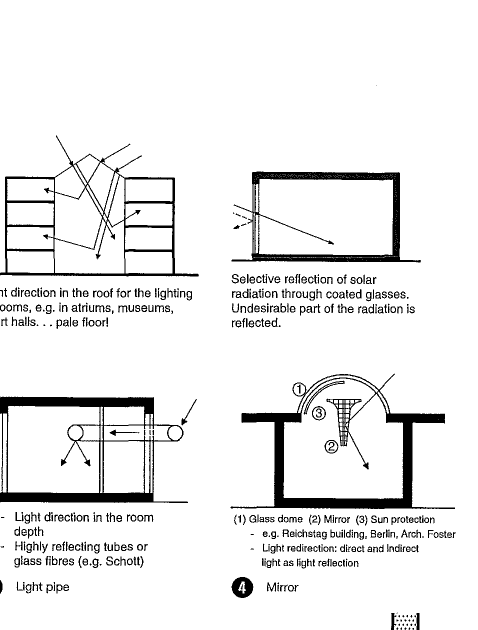 nt direction in the roof for the lighting
ooms, e.g. in atriums, museums,
rt halls. . . pale floor!
Selective reflection of solar
radiation through coated glasses.
Undesirable part of the radiation is
reflected.
- Light direction in the room
depth
- Highly reflecting tubes or
glass fibres (e.g. Schott)
Light pipe
1
3
2
(1) Glass dome (2) Mirror (3) Sun protection
- e.g. Reichstag building, Berlin, Arch. Foster
- Light redirection: direct and indirect
light as light reflection
4 Mirror